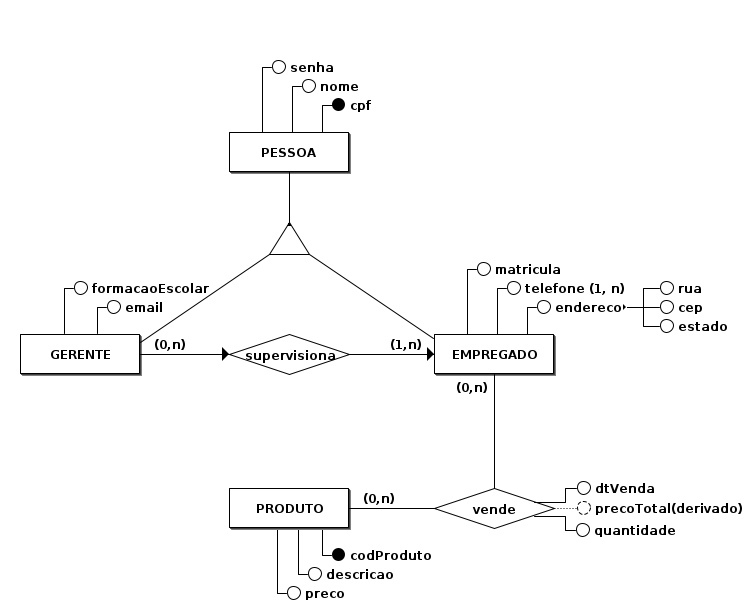 senha
nome
cpf
PESSOA
matricula
formacaoEscolar
telefone (1, n)
rua
email
endereco
cep
estado
GERENTE
(0,n)
supervisiona
(1,n)
EMPREGADO
(0,n)
PRODUTO
(0,n)
vende
dtVenda
precoTotal(derivado)
quantidade
codProduto
descricao
preco